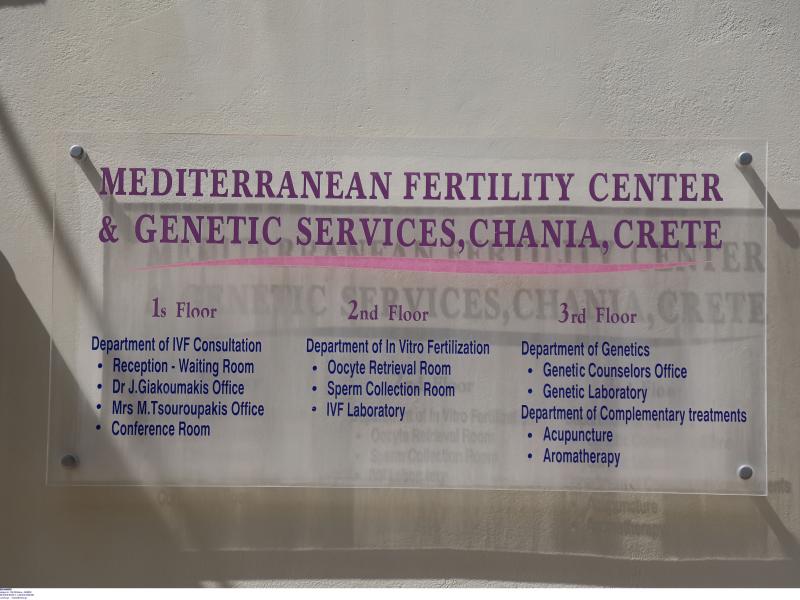 MEDITERRANEAN FERTILITY CENTER
& GENETIC SERVICES,CHANIA,CRETE
1s Floor
Department of IVF Consultation
• Reception - Waiting Room
• Dr J.Giakoumakis Office
• Mrs M.Tsouroupakis Office
• Conference Room
2nd Floor
Department of In Vitro Fertilization
• Oocyte Retrieval Room
• Sperm Collection Room
• IVF Laboratory
3rd Floor
Department of Genetics
• Genetic Counselors Office
• Genetic Laboratory
Department of Complementary treatments
• Acupuncture
• Aromatherapy